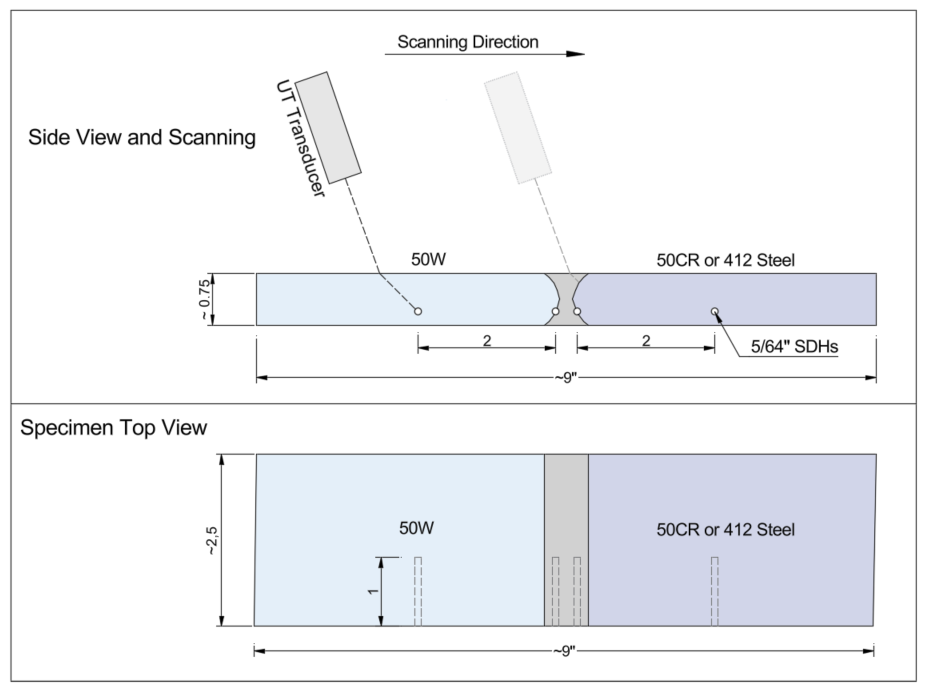 Scanning Direction
UT Transducer
Side View and Scanning
50W
50CR or 412 Steel
~ 0.75
2
2
5/64" SDHs
~9"
Specimen Top View
~2,5
50W
50CR or 412 Steel
1
~9"